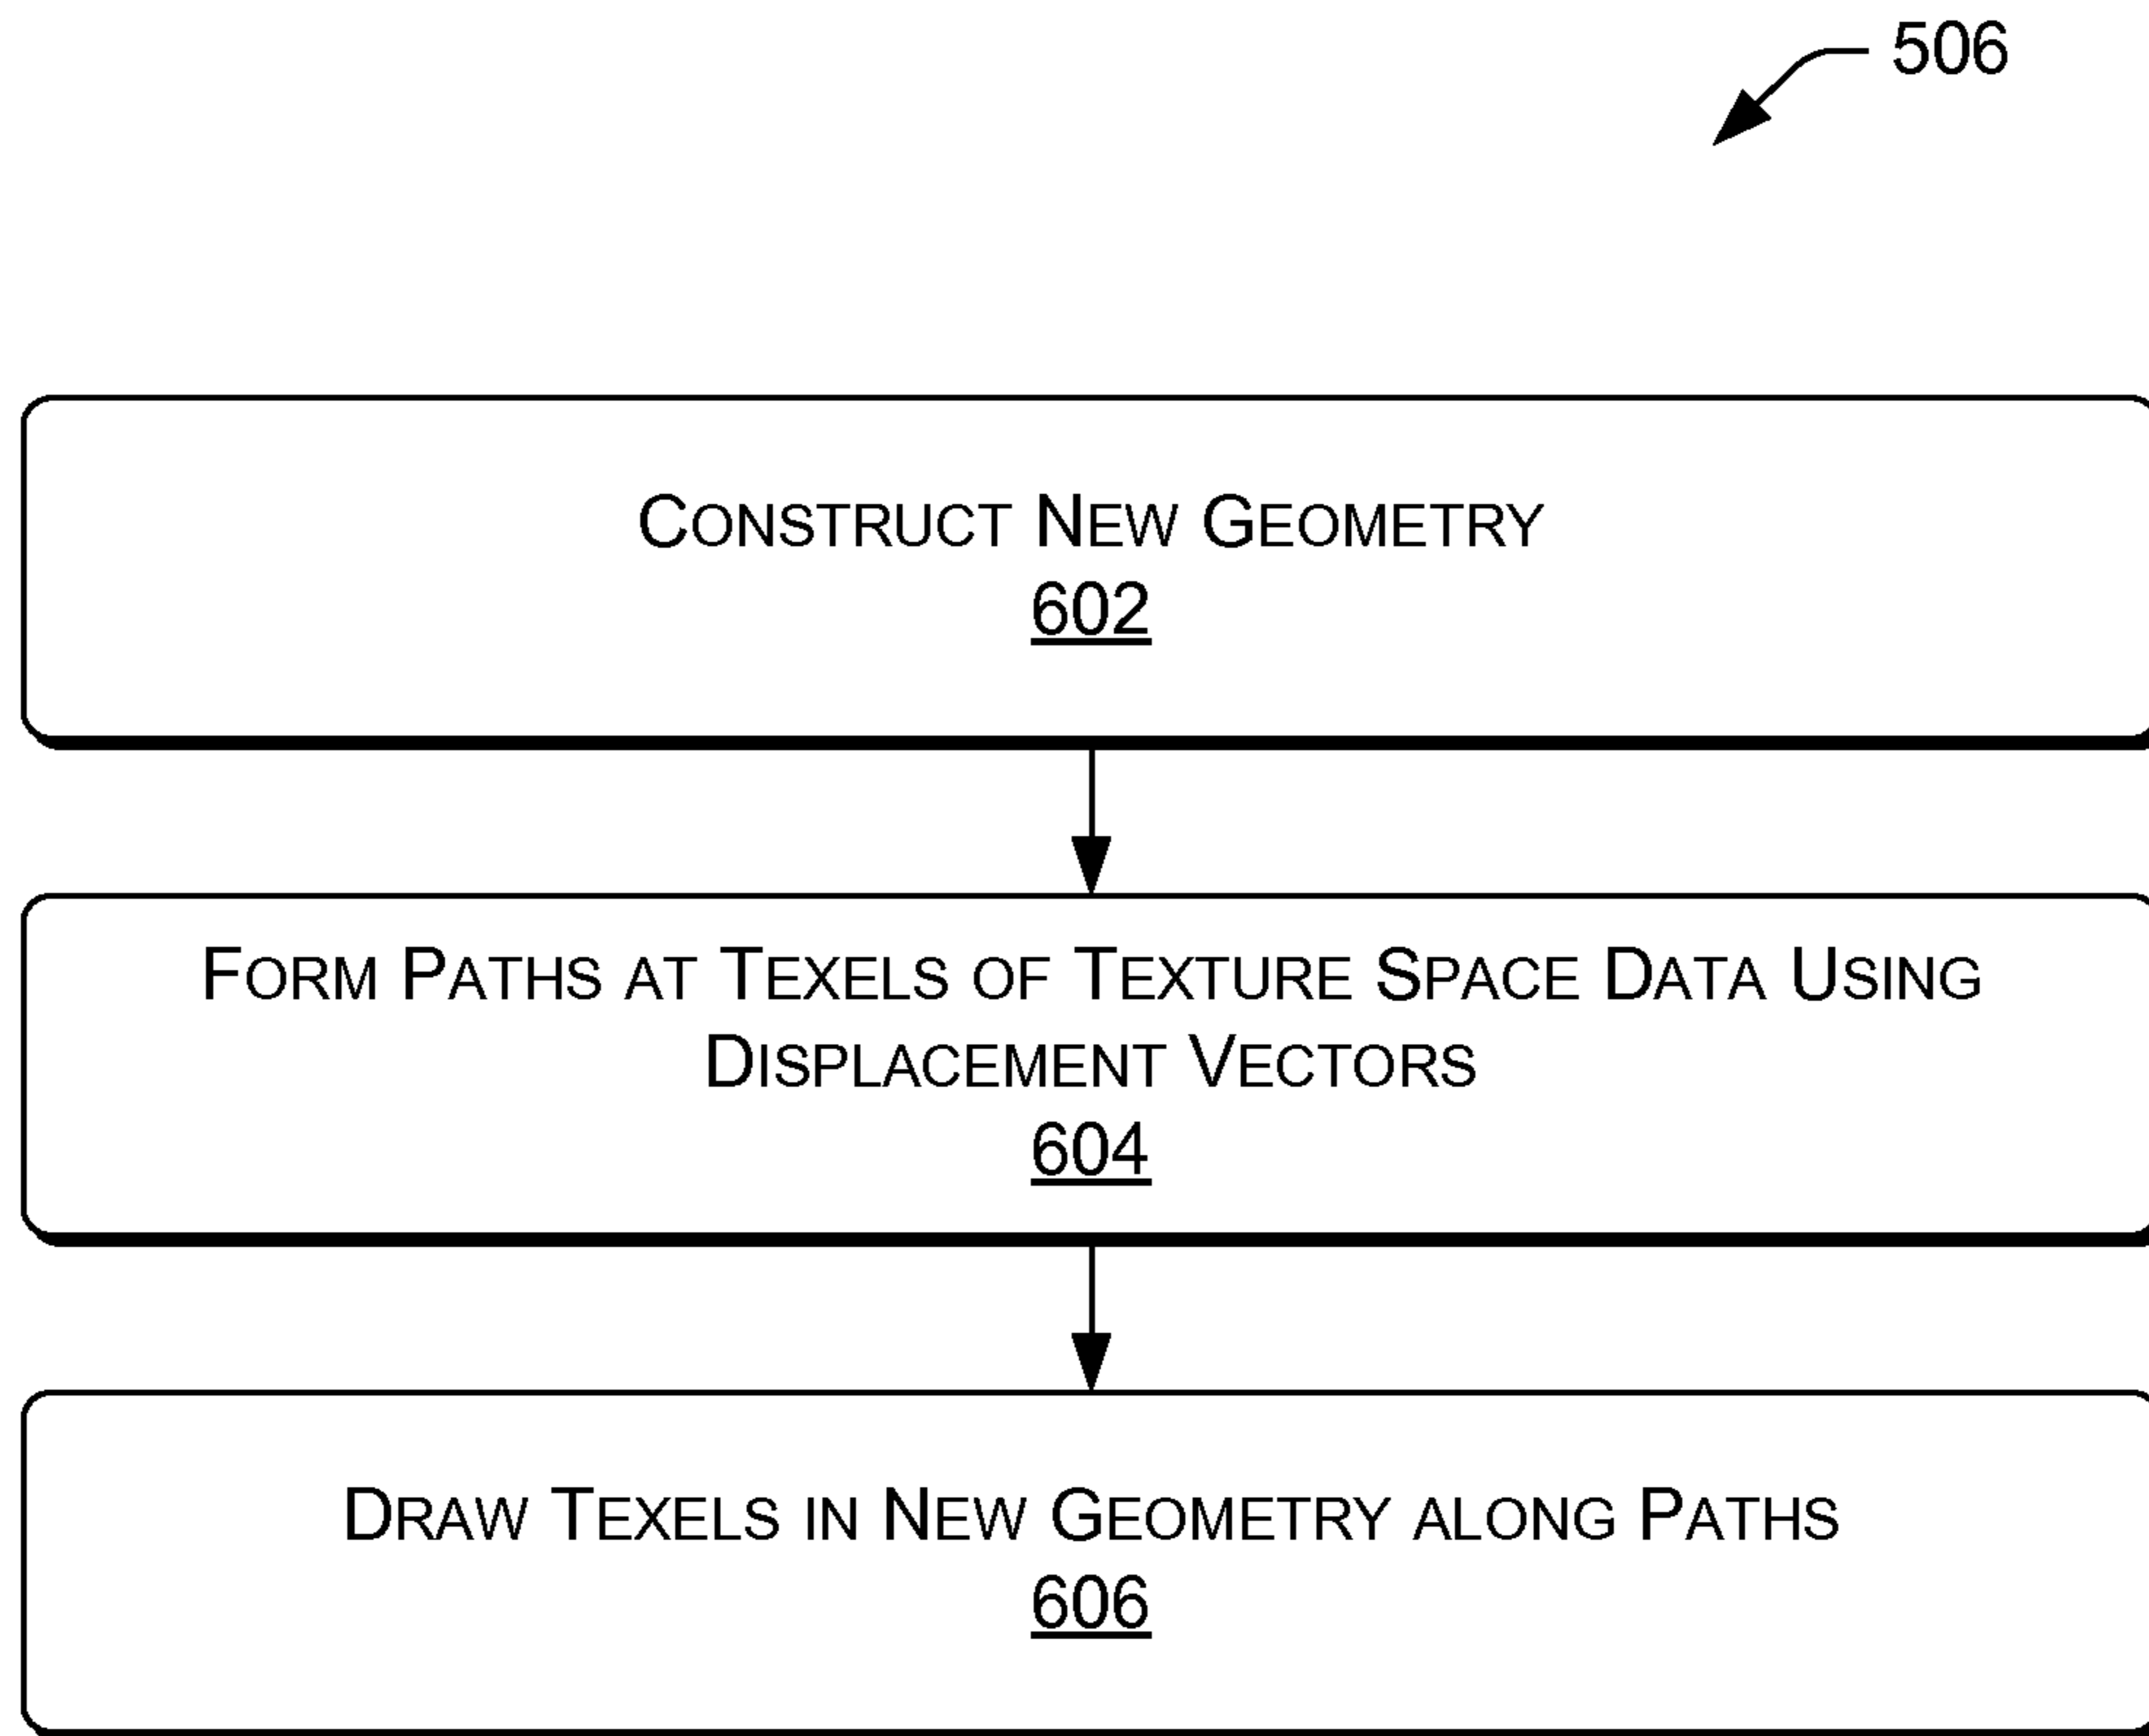 506
CONSTRUCT NEW GEOMETRY
602
FORM PATHS AT TEXELS OF TEXTURE SPACE DATA USING
DISPLACEMENT VECTORS
604
DRAW TEXELS IN NEW GEOMETRY ALONG PATHS
606